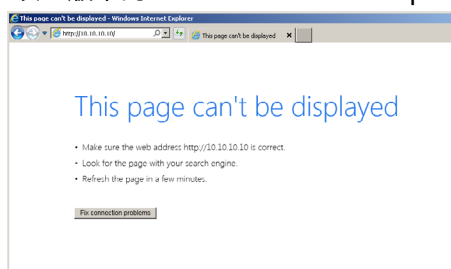 This page can't be displayed - Windows Internet Explorer
http://10.10.10.10/
This page can't be displayed
This page can't be displayed
• Make sure the web address http://10.10.10.10 is correct.
• Look for the page with your search engine.
• Refresh the page in a few minutes.
Fix connection problems